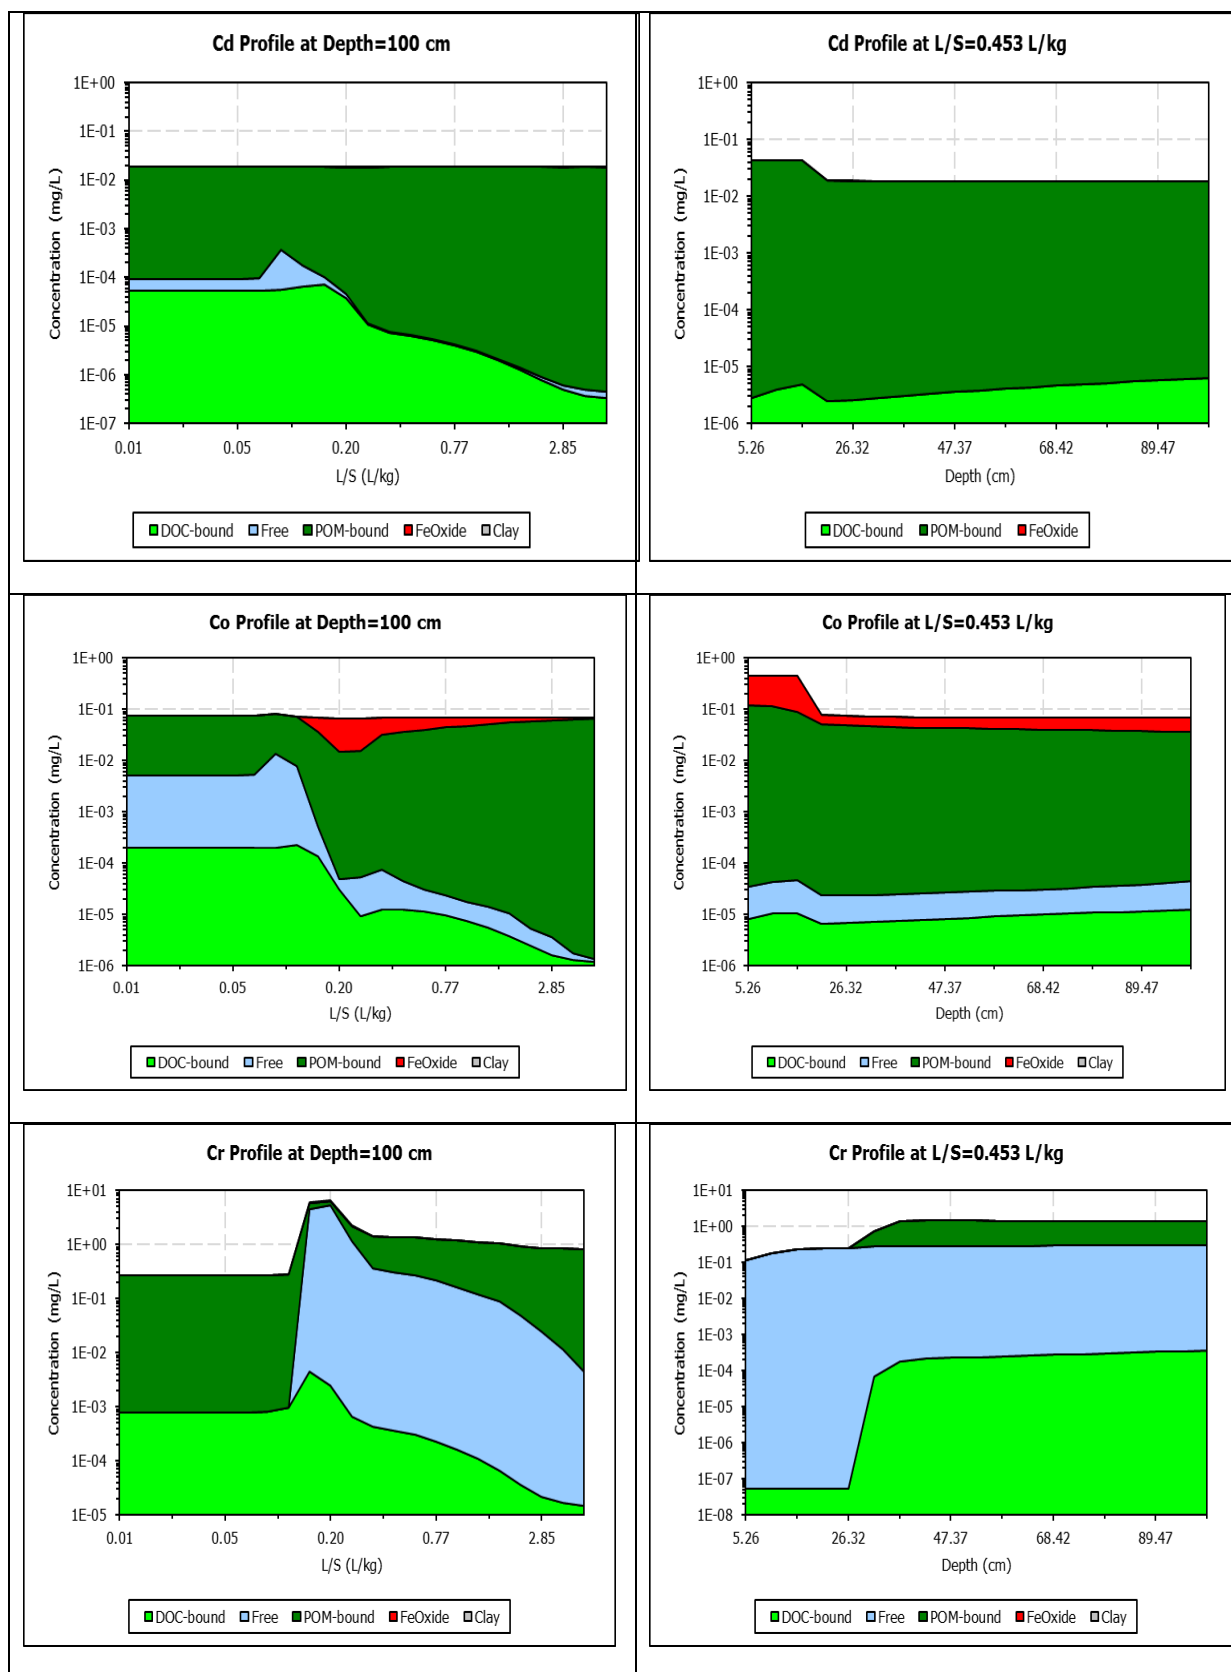 Cd Profile at Depth=100 cm
Concentration (mg/L)
1E+00
1E-01
1E-02
1E-03
1E-04
1E-05
1E-06
1E-07
0.01 0.05 0.20 0.77 2.85
L/S (L/kg)
DOC-bound Free POM-bound FeOxide Clay
Cd Profile at L/S=0.453 L/kg
Concentration (mg/L)
1E+00
1E-01
1E-02
1E-03
1E-04
1E-05
1E-06
5.26 26.32 47.37 68.42 89.47
Depth (cm)
DOC-bound POM-bound FeOxide
Co Profile at Depth=100 cm
Concentration (mg/L)
1E+00
1E-01
1E-02
1E-03
1E-04
1E-05
1E-06
0.01 0.05 0.20 0.77 2.85
L/S (L/kg)
DOC-bound Free POM-bound FeOxide Clay
Co Profile at L/S=0.453 L/kg
Concentration (mg/L)
1E+00
1E-01
1E-02
1E-03
1E-04
1E-05
1E-06
5.26 26.32 47.37 68.42 89.47
Depth (cm)
DOC-bound Free POM-bound FeOxide Clay
Cr Profile at Depth=100 cm
Concentration (mg/L)
1E+01
1E+00
1E-01
1E-02
1E-03
1E-04
1E-05
0.01 0.05 0.20 0.77 2.85
L/S (L/kg)
DOC-bound Free POM-bound FeOxide Clay
Cr Profile at L/S=0.453 L/kg
Concentration (mg/L)
1E+01
1E+00
1E-01
1E-02
1E-03
1E-04
1E-05
1E-06
1E-07
1E-08
5.26 26.32 47.37 68.42 89.47
Depth (cm)
DOC-bound Free POM-bound FeOxide Clay